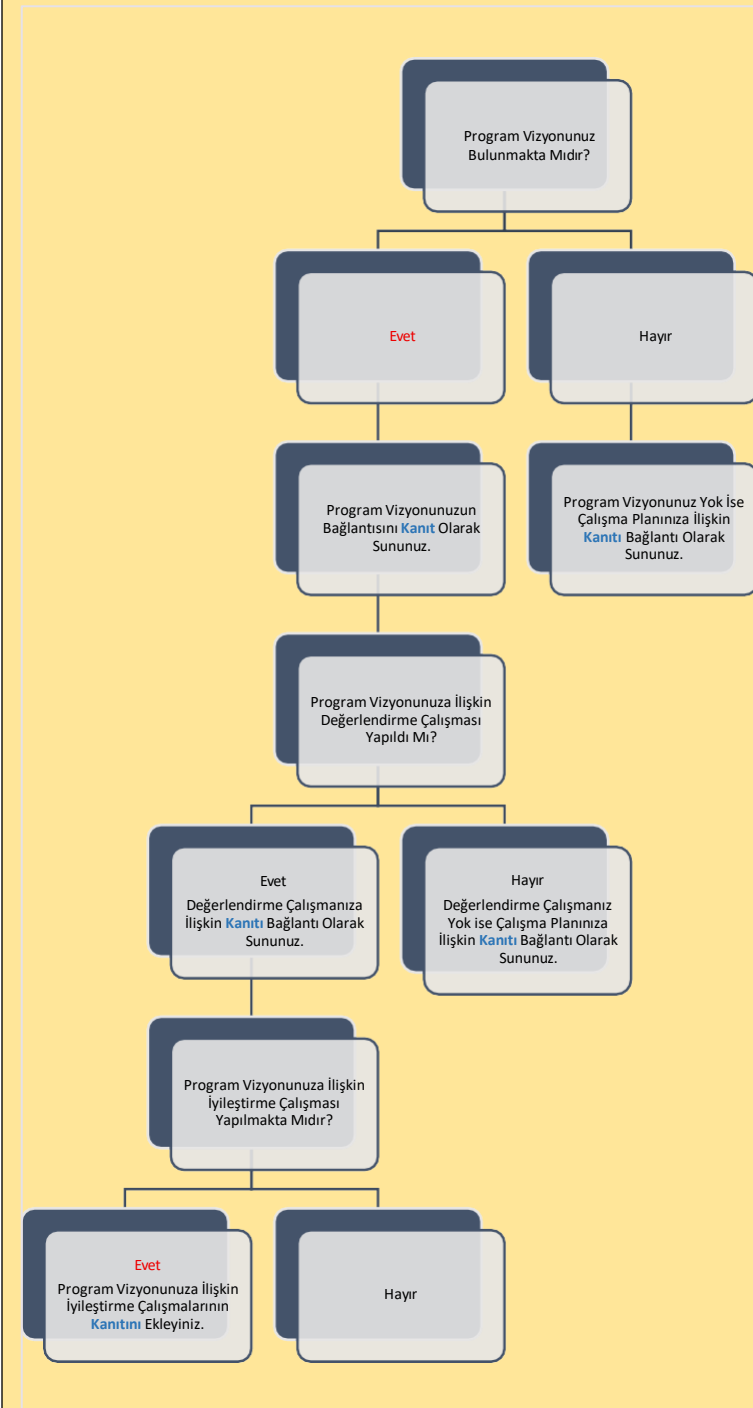 Program Vizyonunuz
Bulunmakta Mıdır?
Evet
Hayır
Program Vizyonunuzun
Bağlantısını Kanıt Olarak
Sununuz.
Program Vizyonunuz Yok İse
Çalışma Planınıza İlişkin
Kanıtı Bağlantı Olarak
Sununuz.
Program Vizyonunuza İlişkin
Değerlendirme Çalışması
Yapıldı Mı?
Evet
Değerlendirme Çalışmanıza
İlişkin Kanıtı Bağlantı Olarak
Sununuz.
Hayır
Değerlendirme Çalışmanız
Yok ise Çalışma Planınıza
İlişkin Kanıtı Bağlantı Olarak
Sununuz.
Program Vizyonunuza İlişkin
İyileştirme Çalışması
Yapılmakta Mıdır?
Evet
Program Vizyonunuza İlişkin
İyileştirme Çalışmalarının
Kanıtını Ekleyiniz.
Hayır